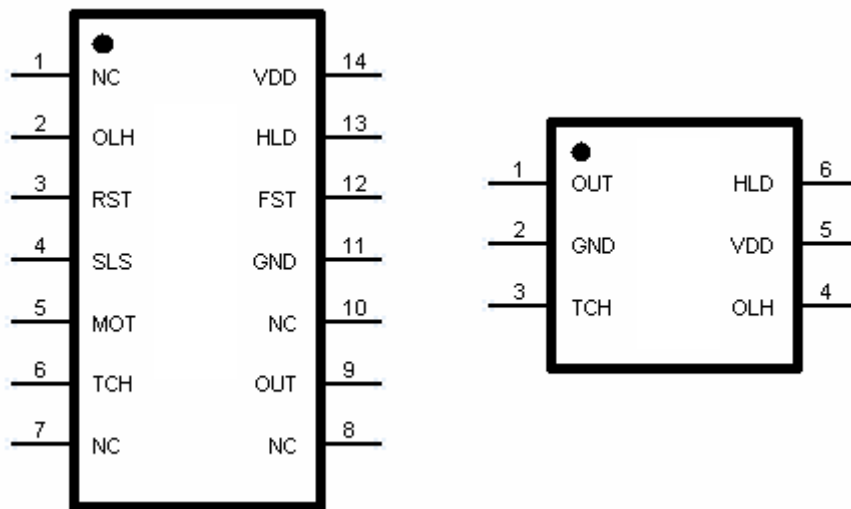 1 NC VDD 14
2 OLH HLD 13
3 RST FST 12
4 SLS GND 11
5 MOT NC 10
6 TCH OUT 9
7 NC NC 8
1 OUT HLD 6
2 GND VDD 5
3 TCH OLH 4